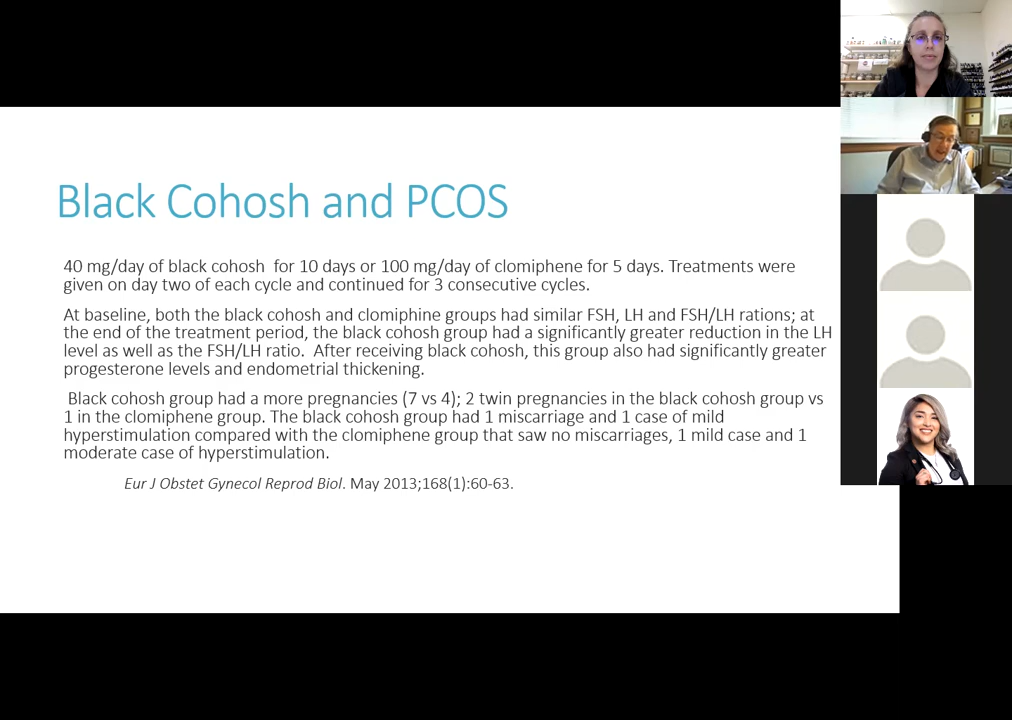 Black Cohosh and PCOS
40 mg/day of black cohosh  for 10 days or 100 mg/day of clomiphene for 5 days. Treatments were
given on day two of each cycle and continued for 3 consecutive cycles.
At baseline, both the black cohosh and clomiphine groups had similar FSH, LH and FSH/LH rations; at
the end of the treatment period, the black cohosh group had a significantly greater reduction in the LH
level as well as the FSH/LH ratio.  After receiving black cohosh, this group also had significantly greater
progesterone levels and endometrial thickening.
Black cohosh group had a more pregnancies (7 vs 4); 2 twin pregnancies in the black cohosh group vs
1 in the clomiphene group. The black cohosh group had 1 miscarriage and 1 case of mild
hyperstimulation compared with the clomiphene group that saw no miscarriages, 1 mild case and 1
moderate case of hyperstimulation.
Eur J Obstet Gynecol Reprod Biol. May 2013;168(1):60-63.